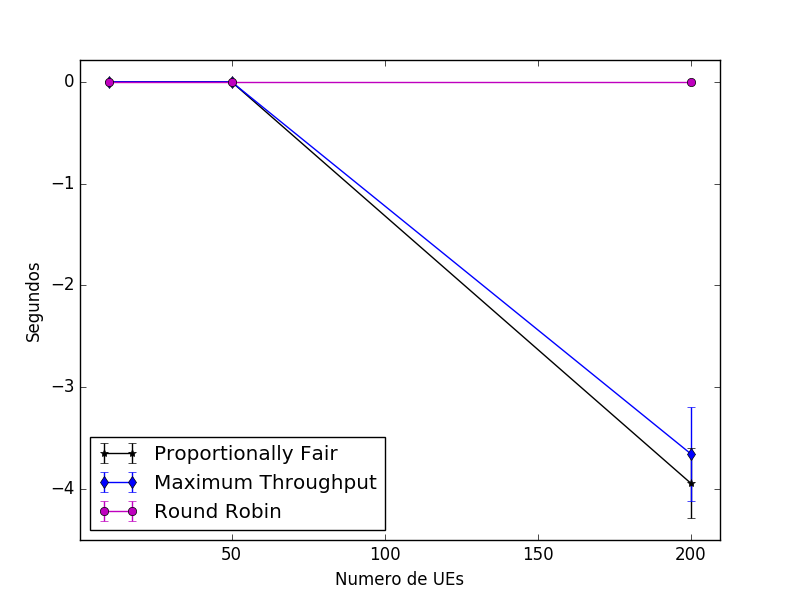 0
−1
−2
−3
−4
Segundos
Proportionally Fair
Maximum Throughput
Round Robin
50 100 150 200
Numero de UEs